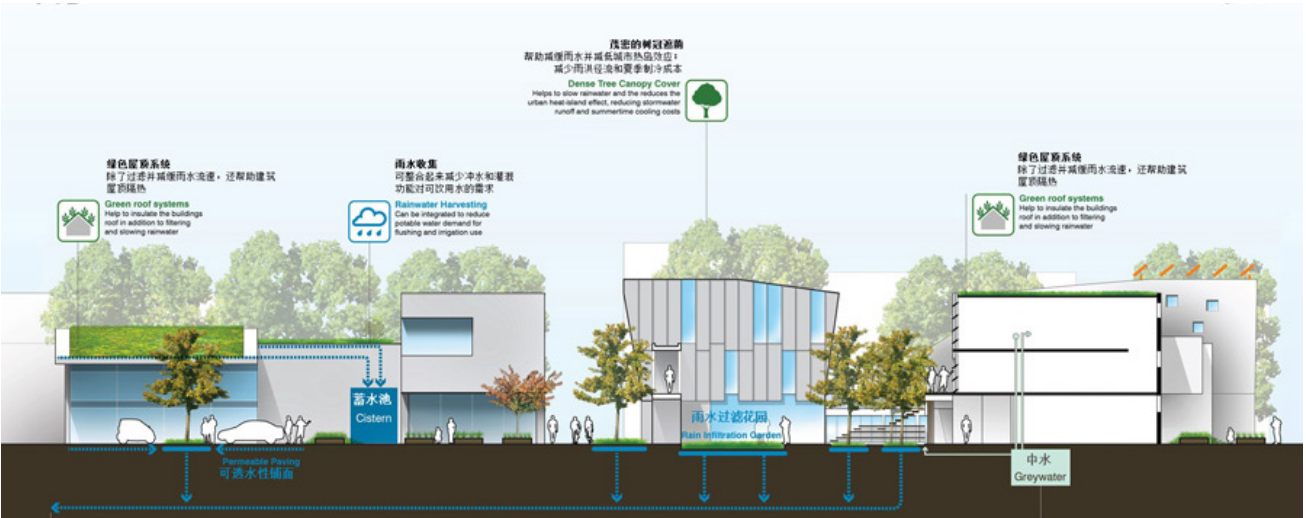 茂密的树冠遮荫
帮助减缓雨水并减低城市热岛效应；
减少雨洪径流和夏季制冷成本
Dense Tree Canopy Cover
Helps to slow rainwater and the reduces the
urban heat-island effect, reducing stormwater
runoff and summertime cooling costs
绿色屋顶系统
除了过滤并减缓雨水流速，还帮助建筑
屋顶隔热
Green roof systems
Help to insulate the buildings
roof in addition to filtering
and slowing rainwater
雨水收集
可整合起来减少冲水和灌溉
功能对可饮用水的需求
Rainwater Harvesting
Can be integrated to reduce
potable water demand for
flushing and irrigation use
绿色屋顶系统
除了过滤并减缓雨水流速，还帮助建筑
屋顶隔热
Green roof systems
Help to insulate the buildings
roof in addition to filtering
and slowing rainwater
蓄水池
Cistern
雨水过滤花园
Rain Infiltration Garden
Permeable Paving
可透水性铺面
中水
Greywater